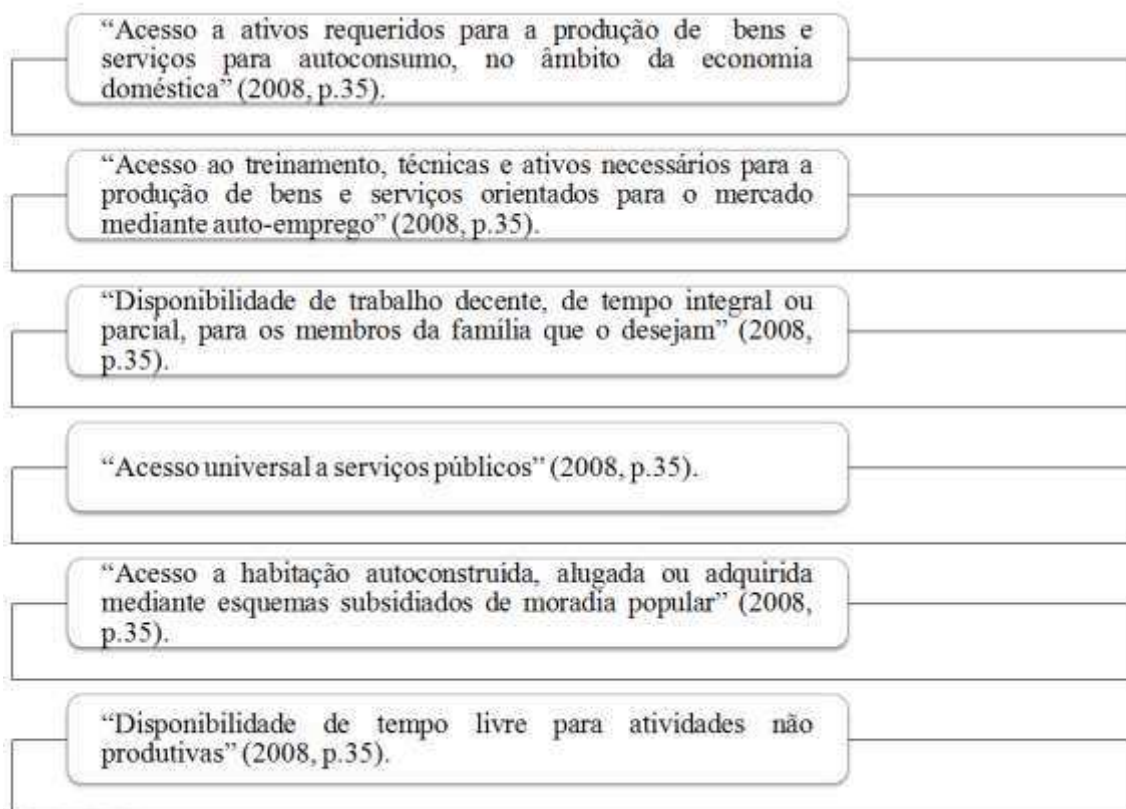 “Acesso a ativos requeridos para a produção de bens e
serviços para autoconsumo, no âmbito da economia
doméstica” (2008, p.35).
“Acesso ao treinamento, técnicas e ativos necessários para a
produção de bens e serviços orientados para o mercado
mediante auto-emprego” (2008, p.35).
“Disponibilidade de trabalho decente, de tempo integral ou
parcial, para os membros da família que o desejam” (2008,
p.35).
“Acesso universal a serviços públicos” (2008, p.35).
“Acesso a habitação autoconstruída, alugada ou adquirida
mediante esquemas subsidiados de moradia popular” (2008,
p.35).
“Disponibilidade de tempo livre para atividades não
produtivas” (2008, p.35).